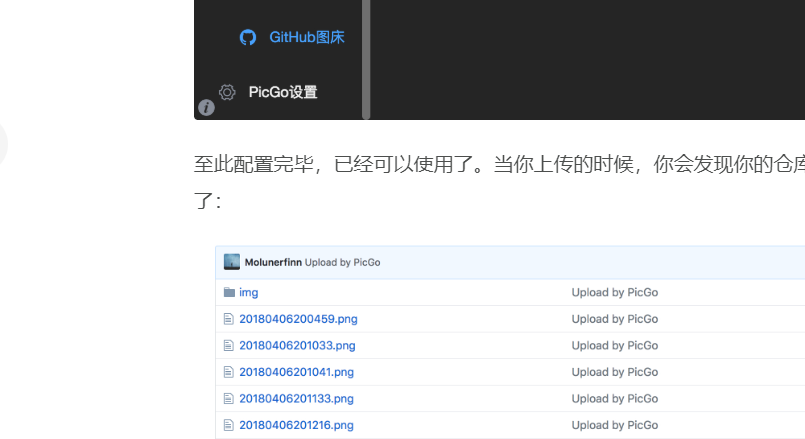 GitHub图床
PicGo设置
至此配置完毕，已经可以使用了。当你上传的时候，你会发现你的仓库
了：
Molunerfinn Upload by PicGo
img Upload by PicGo
20180406200459.png Upload by PicGo
20180406201033.png Upload by PicGo
20180406201041.png Upload by PicGo
20180406201133.png Upload by PicGo
20180406201216.png Upload by PicGo